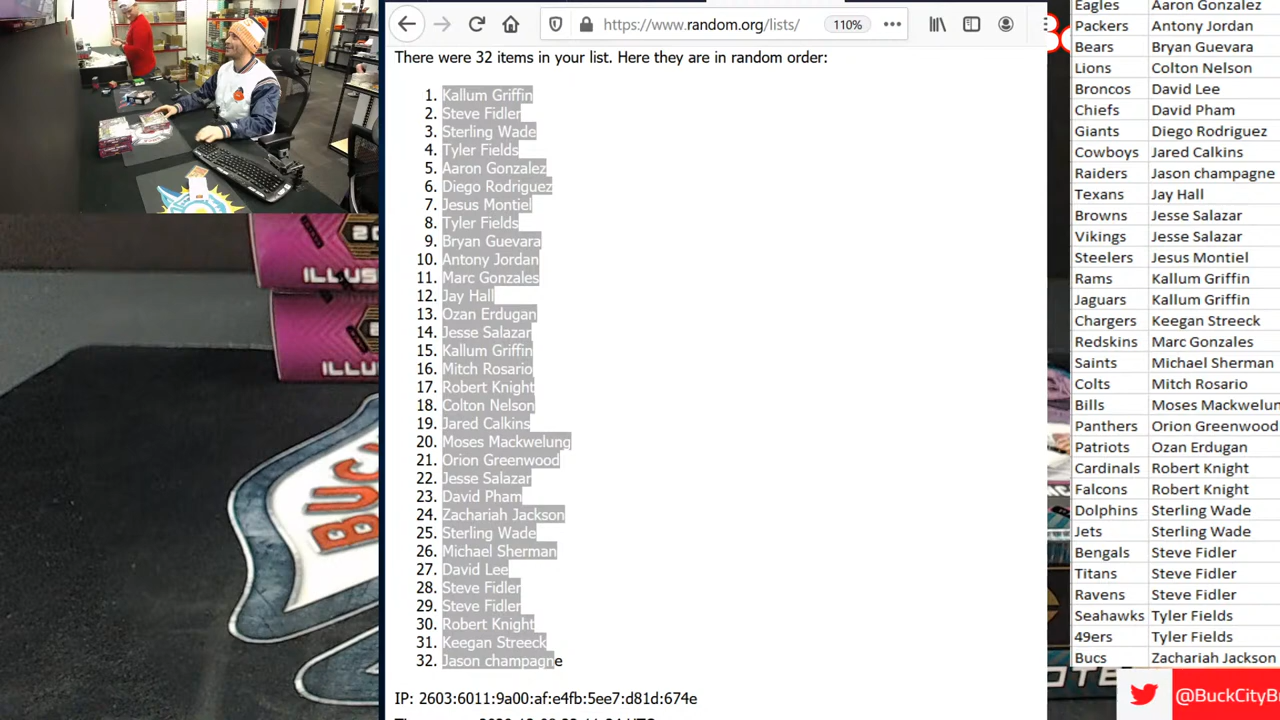 https://www.random.org/lists/
110%
There were 32 items in your list. Here they are in random order:
1. Kallum Griffin
2. Steve Fidler
3. Sterling Wade
4. Tyler Fields
5. Aaron Gonzalez
6. Diego Rodriguez
7. Jesus Montiel
8. Tyler Fields
9. Bryan Guevara
10. Antony Jordan
11. Marc Gonzales
12. Jay Hall
13. Ozan Erdugan
14. Jesse Salazar
15. Kallum Griffin
16. Mitch Rosario
17. Robert Knight
18. Colton Nelson
19. Jared Calkins
20. Moses Mackwelung
21. Orion Greenwood
22. Jesse Salazar
23. David Pham
24. Zachariah Jackson
25. Sterling Wade
26. Michael Sherman
27. David Lee
28. Steve Fidler
29. Steve Fidler
30. Robert Knight
31. Keegan Streeck
32. Jason champagne
IP: 2603:6011:9a00:af:e4fb:5ee7:d81d:674e
Eagles Aaron Gonzalez
Packers Antony Jordan
Bears Bryan Guevara
Lions Colton Nelson
Broncos David Lee
Chiefs David Pham
Giants Diego Rodriguez
Cowboys Jared Calkins
Raiders Jason champagne
Texans Jay Hall
Browns Jesse Salazar
Vikings Jesse Salazar
Steelers Jesus Montiel
Rams Kallum Griffin
Jaguars Kallum Griffin
Chargers Keegan Streeck
Redskins Marc Gonzales
Saints Michael Sherman
Colts Mitch Rosario
Bills Moses Mackwelung
Panthers Orion Greenwood
Patriots Ozan Erdugan
Cardinals Robert Knight
Falcons Robert Knight
Dolphins Sterling Wade
Jets Sterling Wade
Bengals Steve Fidler
Titans Steve Fidler
Ravens Steve Fidler
Seahawks Tyler Fields
49ers Tyler Fields
Bucs Zachariah Jackson
@BuckCityB
ILLUS
ILLU
BUC